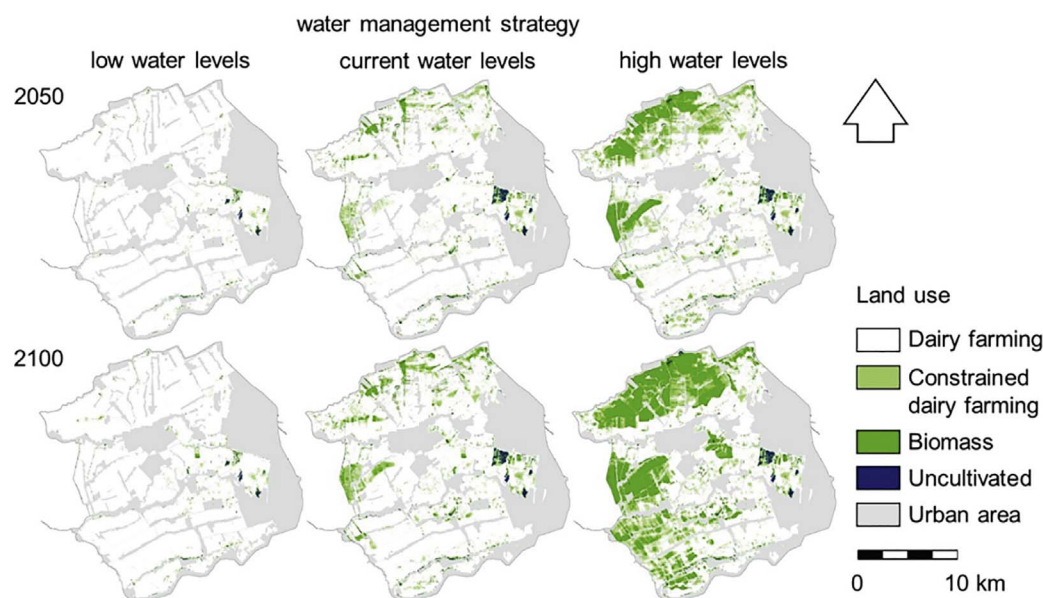 water management strategy
low water levels
current water levels
high water levels
2050
2100
Land use
Dairy farming
Constrained
dairy farming
Biomass
Uncultivated
Urban area
0
10 km